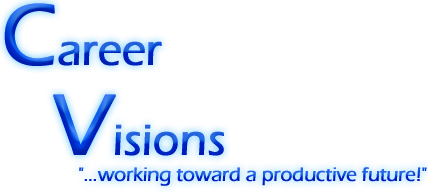 Career
Visions
"...working toward a productive future!"